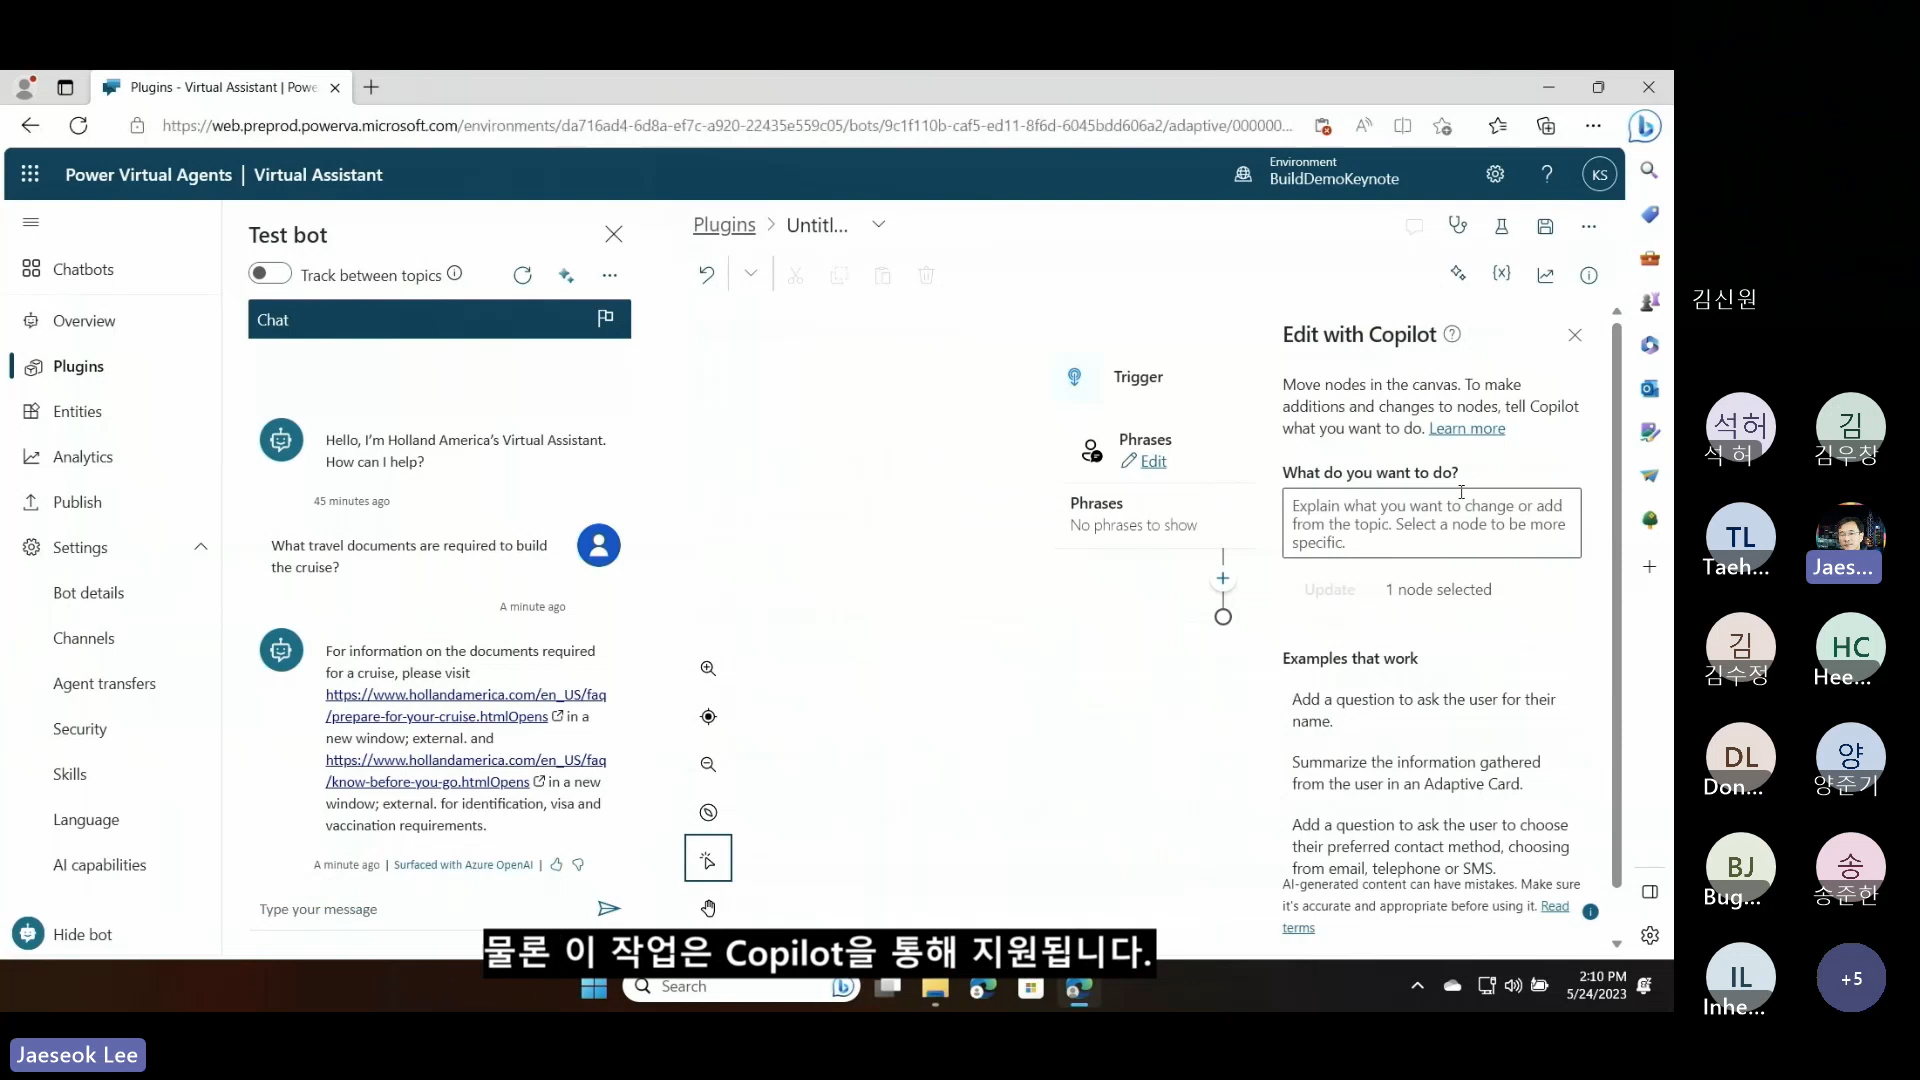 Plugins - Virtual Assistant | Powe
https://web.preprod.powerva.microsoft.com/environments/da716ad4-6d8a-ef7c-a920-22435e559c05/bots/9c1f110b-caf5-ed11-8f6d-6045bdd606a2/adaptive/000000...
Power Virtual Agents | Virtual Assistant
Environment
BuildDemoKeynote
KS
Chatbots
Overview
Plugins
Entities
Analytics
Publish
Settings
Bot details
Channels
Agent transfers
Security
Skills
Language
AI capabilities
Hide bot
Test bot
Track between topics
Chat
Hello, I'm Holland America's Virtual Assistant.
How can I help?
45 minutes ago
What travel documents are required to build
the cruise?
A minute ago
For information on the documents required
for a cruise, please visit
https://www.hollandamerica.com/en_US/faq
/prepare-for-your-cruise.htmlOpens in a
new window; external. and
https://www.hollandamerica.com/en_US/faq
/know-before-you-go.htmlOpens in a new
window; external. for identification, visa and
vaccination requirements.
A minute ago | Surfaced with Azure OpenAI |
Type your message
Plugins > Untitl...
Trigger
Phrases
Edit
Phrases
No phrases to show
Edit with Copilot
Move nodes in the canvas. To make
additions and changes to nodes, tell Copilot
what you want to do. Learn more
What do you want to do?
Explain what you want to change or add
from the topic. Select a node to be more
specific.
Update 1 node selected
Examples that work
Add a question to ask the user for their
name.
Summarize the information gathered
from the user in an Adaptive Card.
Add a question to ask the user to choose
their preferred contact method, choosing
from email, telephone or SMS.
AI-generated content can have mistakes. Make sure
it's accurate and appropriate before using it. Read
terms
물론 이 작업은 Copilot을 통해 지원됩니다.
Search
2:10 PM
5/24/2023
김신원
석허
석 허
김
김우창
TL
Taeh...
Jaes...
김
김수정
HC
Hee...
DL
Don...
양
양준기
BJ
Bug...
송
송준한
IL
Inhe...
+5
Jaeseok Lee